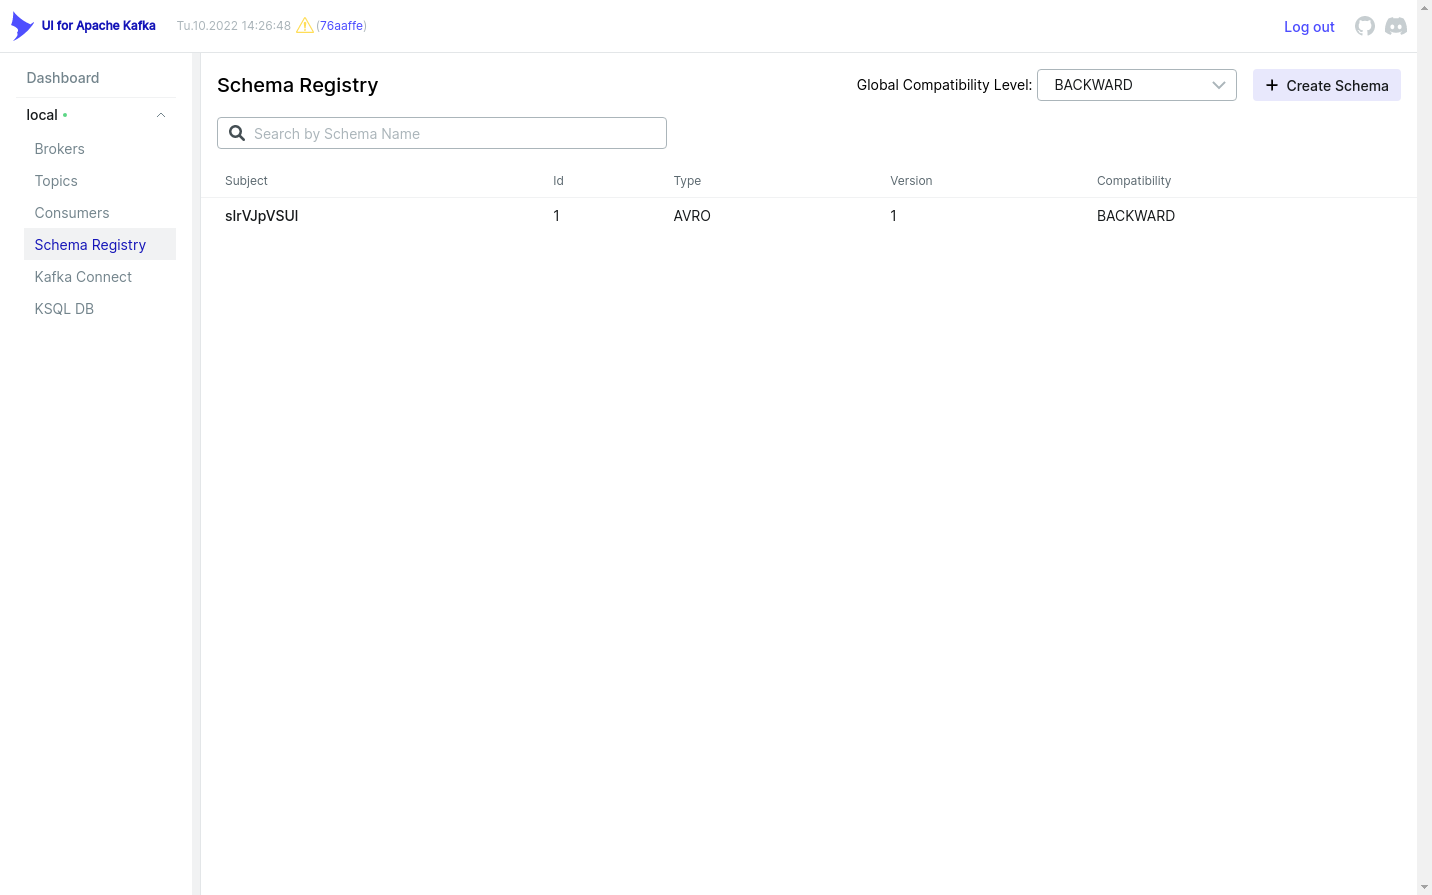 UI for Apache Kafka
Tu.10.2022 14:26:48 (76aaffe)
Log out
Dashboard
local
Brokers
Topics
Consumers
Schema Registry
Kafka Connect
KSQL DB
Schema Registry
Global Compatibility Level: BACKWARD
Create Schema
Search by Schema Name
Subject Id Type Version Compatibility
slrVJpVSUI 1 AVRO 1 BACKWARD